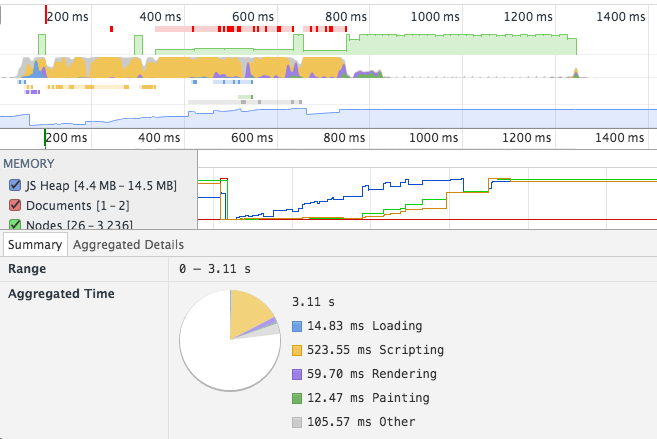 200 ms 400 ms 600 ms 800 ms 1000 ms 1200 ms 1400 ms
200 ms 400 ms 600 ms 800 ms 1000 ms 1200 ms 1400 ms
MEMORY
JS Heap [4.4 MB – 14.5 MB]
Documents [1 – 2]
Nodes [26 – 3 236]
Summary Aggregated Details
Range 0 – 3.11 s
Aggregated Time
3.11 s
14.83 ms Loading
523.55 ms Scripting
59.70 ms Rendering
12.47 ms Painting
105.57 ms Other